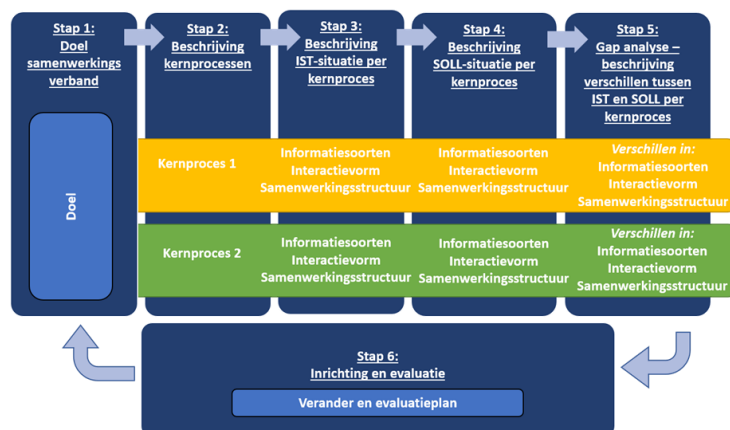 Stap 1:
Doel
samenwerkings
verband
Stap 2:
Beschrijving
kernprocessen
Stap 3:
Beschrijving
IST-situatie per
kernproces
Stap 4:
Beschrijving
SOLL-situatie per
kernproces
Stap 5:
Gap analyse –
beschrijving
verschillen tussen
IST en SOLL per
kernproces
Doel
Kernproces 1
Informatiesoorten
Interactievorm
Samenwerkingsstructuur
Informatiesoorten
Interactievorm
Samenwerkingsstructuur
Verschillen in:
Informatiesoorten
Interactievorm
Samenwerkingsstructuur
Kernproces 2
Informatiesoorten
Interactievorm
Samenwerkingsstructuur
Informatiesoorten
Interactievorm
Samenwerkingsstructuur
Verschillen in:
Informatiesoorten
Interactievorm
Samenwerkingsstructuur
Stap 6:
Inrichting en evaluatie
Verander en evaluatieplan